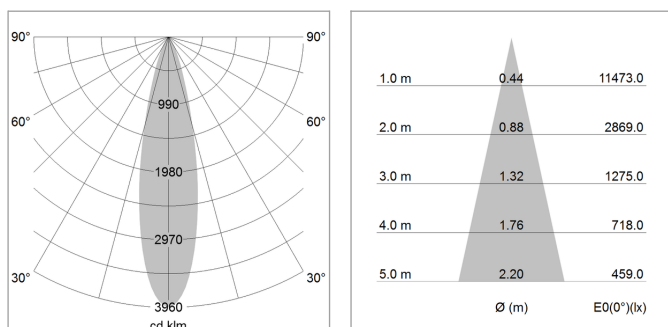 90° 90°
990
60° 60°
1980
2970
30° 30°
3960
cd klm
1.0 m 0.44 11473.0
2.0 m 0.88 2869.0
3.0 m 1.32 1275.0
4.0 m 1.76 718.0
5.0 m 2.20 459.0
Ø (m) E0(0°)(lx)